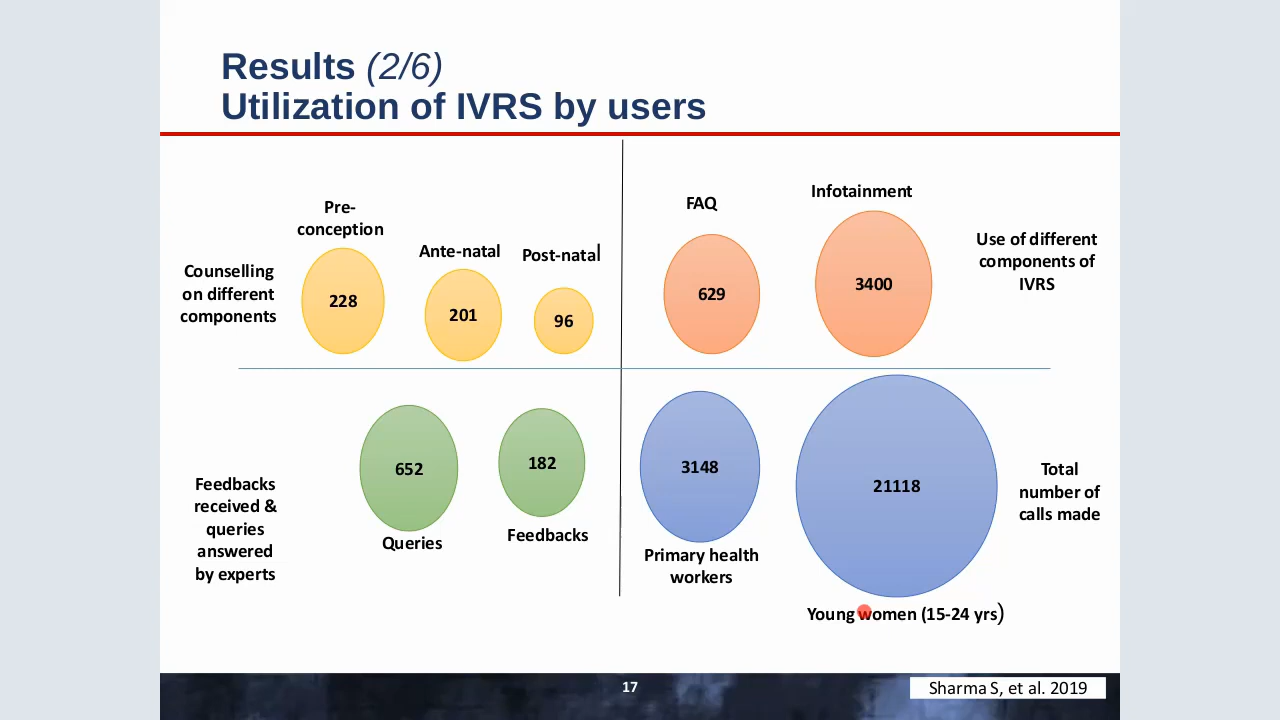 Results (2/6)
Utilization of IVRS by users
Pre-
conception
Ante-natal
Post-natal
Counselling
on different
components
228
201
96
FAQ
Infotainment
629
3400
Use of different
components of
IVRS
Feedbacks
received &
queries
answered
by experts
652
182
Queries
Feedbacks
3148
21118
Primary health
workers
Young women (15-24 yrs)
Total
number of
calls made
17
Sharma S, et al. 2019